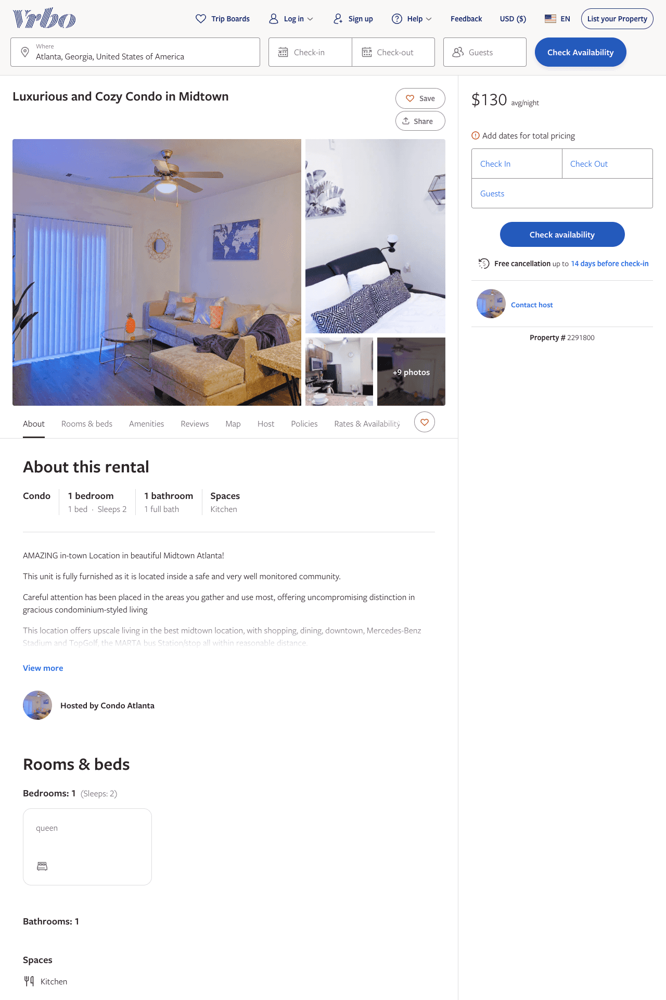 Vrbo
Trip Boards
Log in
Sign up
Help
Feedback
USD ($)
EN
List your Property
Where
Atlanta, Georgia, United States of America
Check-in
Check-out
Guests
Check Availability
Luxurious and Cozy Condo in Midtown
Save
Share
+9 photos
$130 avg/night
Add dates for total pricing
Check In
Check Out
Guests
Check availability
Free cancellation up to 14 days before check-in
Contact host
Property # 2291800
About
Rooms & beds
Amenities
Reviews
Map
Host
Policies
Rates & Availability
About this rental
Condo
1 bedroom
1 bed · Sleeps 2
1 bathroom
1 full bath
Spaces
Kitchen
AMAZING in-town Location in beautiful Midtown Atlanta!
This unit is fully furnished as it is located inside a safe and very well monitored community.
Careful attention has been placed in the areas you gather and use most, offering uncompromising distinction in
gracious condominium-styled living
This location offers upscale living in the best midtown location, with shopping, dining, downtown, Mercedes-Benz
Stadium and TopGolf, the MARTA bus Station/stop all within reasonable distance.
View more
Hosted by Condo Atlanta
Rooms & beds
Bedrooms: 1 (Sleeps: 2)
queen
Bathrooms: 1
Spaces
Kitchen